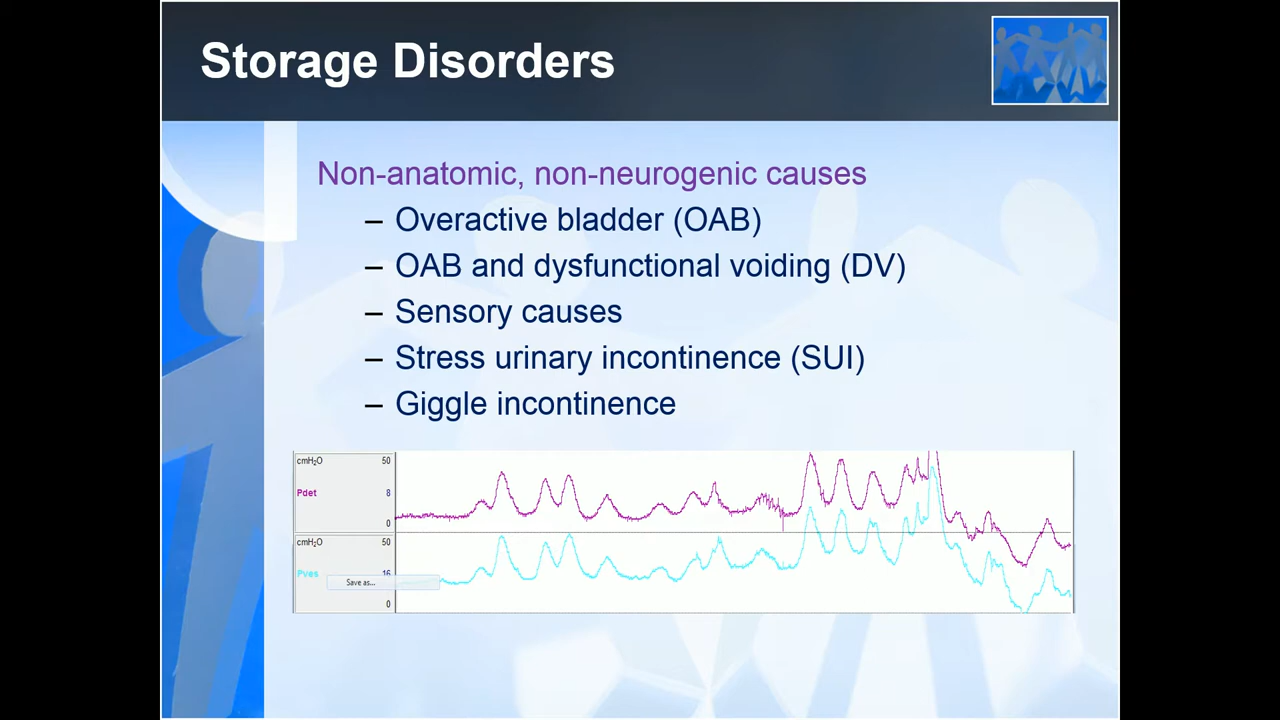 Storage Disorders
Non-anatomic, non-neurogenic causes
– Overactive bladder (OAB)
– OAB and dysfunctional voiding (DV)
– Sensory causes
– Stress urinary incontinence (SUI)
– Giggle incontinence
cmH₂O 50
Pdet 8
0
cmH₂O 50
Pves 16
Save as...
0